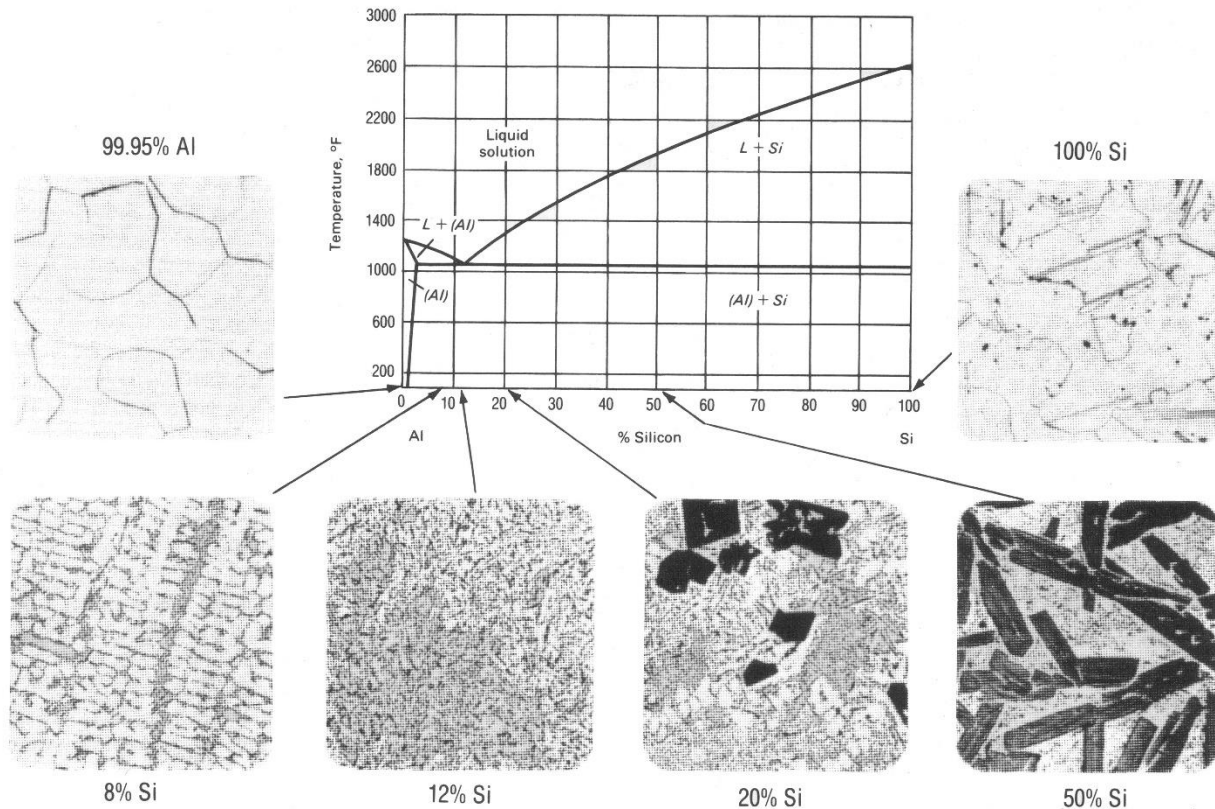 99.95% Al
Temperature, °F
3000
2600
2200
1800
1400
1000
600
200
Liquid
solution
L + Si
L + (Al)
(Al)
(Al) + Si
0 10 20 30 40 50 60 70 80 90 100
Al % Silicon Si
100% Si
8% Si
12% Si
20% Si
50% Si